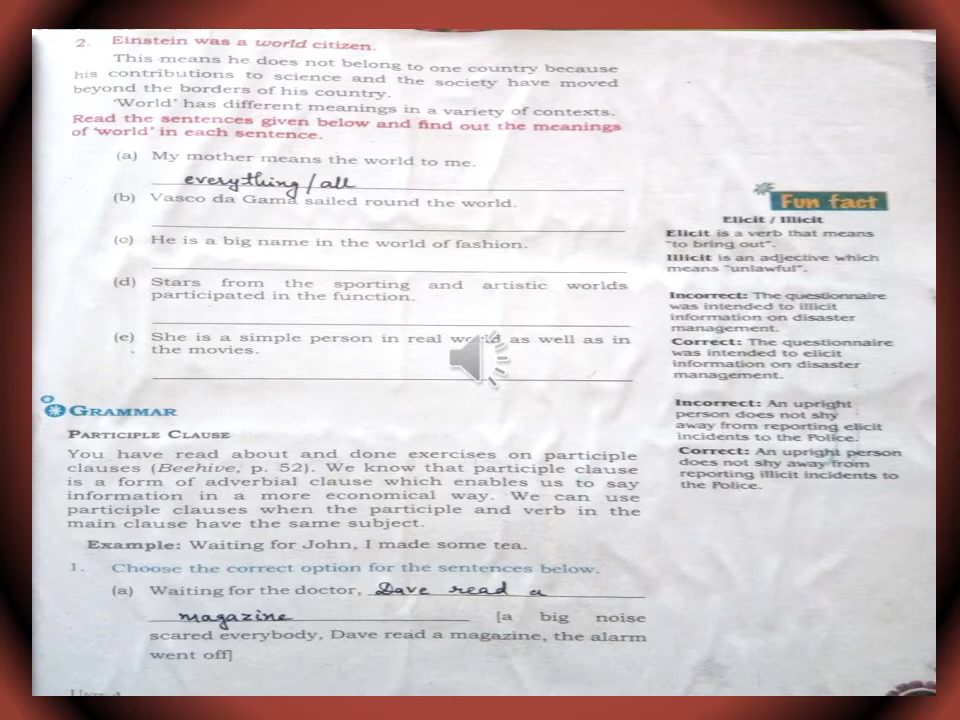 2. Einstein was a world citizen.
This means he does not belong to one country because
his contributions to science and the society have moved
beyond the borders of his country.
'World' has different meanings in a variety of contexts.
Read the sentences given below and find out the meanings
of 'world' in each sentence.
(a) My mother means the world to me.
everything/all
(b) Vasco da Gama sailed round the world.
(c) He is a big name in the world of fashion.
(d) Stars from the sporting and artistic worlds
participated in the function.
(e) She is a simple person in real world as well as in
the movies.
GRAMMAR
PARTICIPLE CLAUSE
You have read about and done exercises on participle
clauses (Beehive, p. 52). We know that participle clause
is a form of adverbial clause which enables us to say
information in a more economical way. We can use
participle clauses when the participle and verb in the
main clause have the same subject.
Example: Waiting for John, I made some tea.
1. Choose the correct option for the sentences below.
(a) Waiting for the doctor, Dave read a
magazine [a big noise
scared everybody, Dave read a magazine, the alarm
went off]
Fun fact
Elicit / Illicit
Elicit is a verb that means
"to bring out".
Illicit is an adjective which
means "unlawful".
Incorrect: The questionnaire
was intended to illicit
information on disaster
management.
Correct: The questionnaire
was intended to elicit
information on disaster
management.
Incorrect: An upright
person does not shy
away from reporting elicit
incidents to the Police.
Correct: An upright person
does not shy away from
reporting illicit incidents to
the Police.